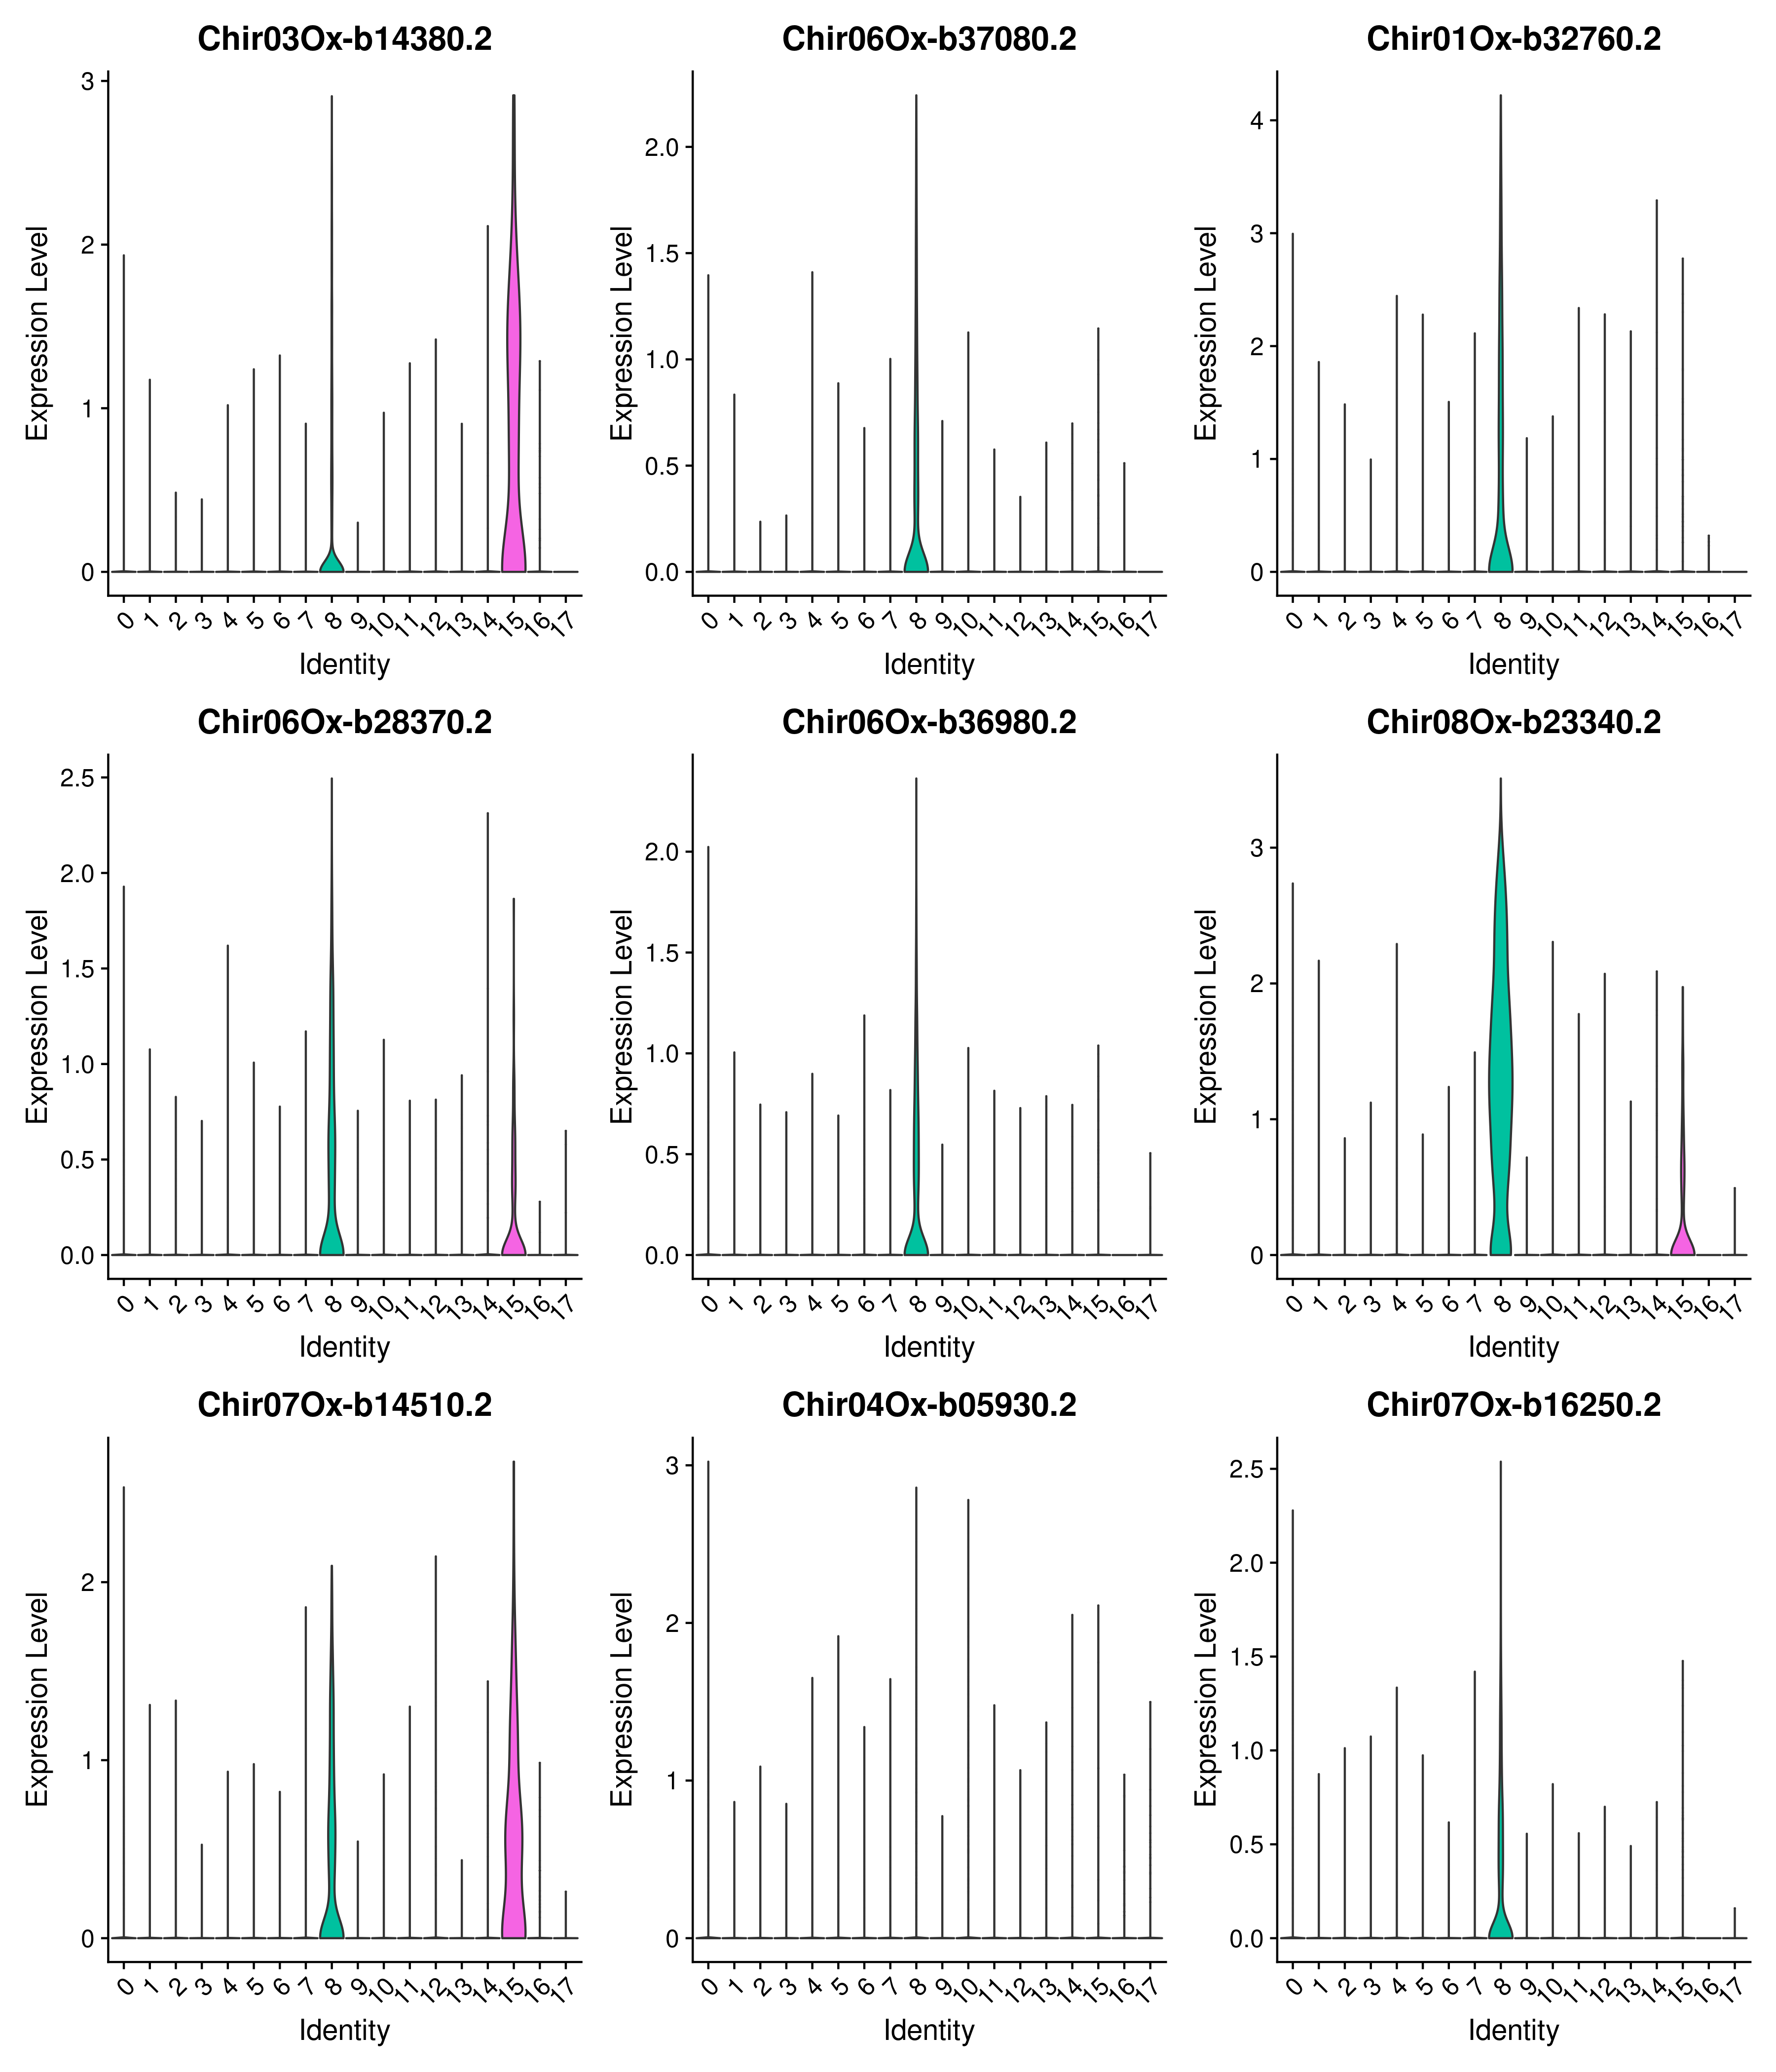 Chir03Ox-b14380.2 Chir06Ox-b37080.2 Chir01Ox-b32760.2
Expression Level
3
2
1
0
0 1 2 3 4 5 6 7 8 9 10 11 12 13 14 15 16 17
Identity
Expression Level
2.0
1.5
1.0
0.5
0.0
0 1 2 3 4 5 6 7 8 9 10 11 12 13 14 15 16 17
Identity
Expression Level
4
3
2
1
0
0 1 2 3 4 5 6 7 8 9 10 11 12 13 14 15 16 17
Identity
Chir06Ox-b28370.2 Chir06Ox-b36980.2 Chir08Ox-b23340.2
Expression Level
2.5
2.0
1.5
1.0
0.5
0.0
0 1 2 3 4 5 6 7 8 9 10 11 12 13 14 15 16 17
Identity
Expression Level
2.0
1.5
1.0
0.5
0.0
0 1 2 3 4 5 6 7 8 9 10 11 12 13 14 15 16 17
Identity
Expression Level
3
2
1
0
0 1 2 3 4 5 6 7 8 9 10 11 12 13 14 15 16 17
Identity
Chir07Ox-b14510.2 Chir04Ox-b05930.2 Chir07Ox-b16250.2
Expression Level
2
1
0
0 1 2 3 4 5 6 7 8 9 10 11 12 13 14 15 16 17
Identity
Expression Level
3
2
1
0
0 1 2 3 4 5 6 7 8 9 10 11 12 13 14 15 16 17
Identity
Expression Level
2.5
2.0
1.5
1.0
0.5
0.0
0 1 2 3 4 5 6 7 8 9 10 11 12 13 14 15 16 17
Identity